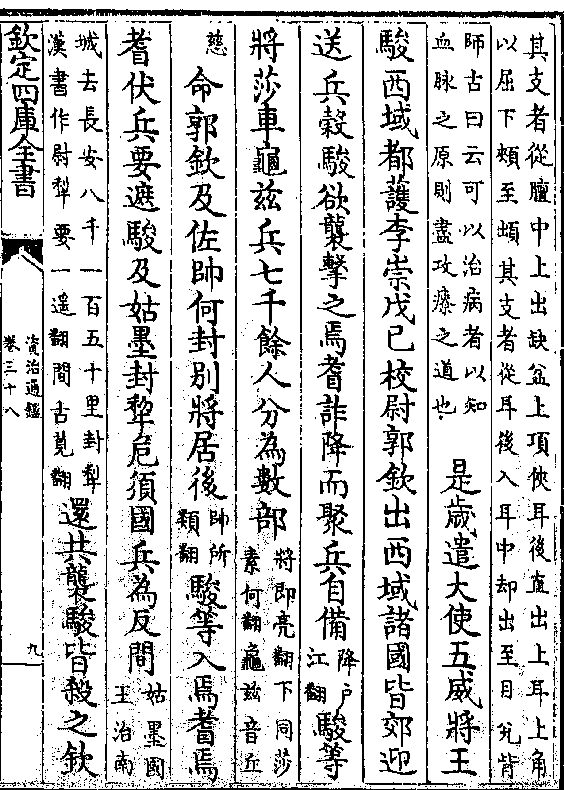 其支者從膻中上出缺盆上項俠耳後直出上耳上角
以屈下頰至䪼其支者從耳後入耳中却出至目兌眥
師古曰云可以治病者以知
血脉之原則盡攻療之道也
是歲遣大使五威將王
駿西域都護李崇戊已校尉郭欽出西域諸國皆郊迎
送兵穀駿欲襲擊之焉耆詐降而聚兵自備
降户
江翻
駿等
將莎車龜兹兵七千餘人分為數部
將即亮翻下同莎
素何翻龜兹音丘
慈
命郭欽及佐帥何封别將居後
帥所
類翻
駿等入焉耆焉
耆伏兵要遮駿及姑墨封犂危須國兵為反間
姑墨國
王治南
城去長安八千一百五十里封犂
漢書作尉犂要一遥翻間古莧翻
還共襲駿皆殺之欽
欽定四庫全書
資治通鑑
卷三十八
九